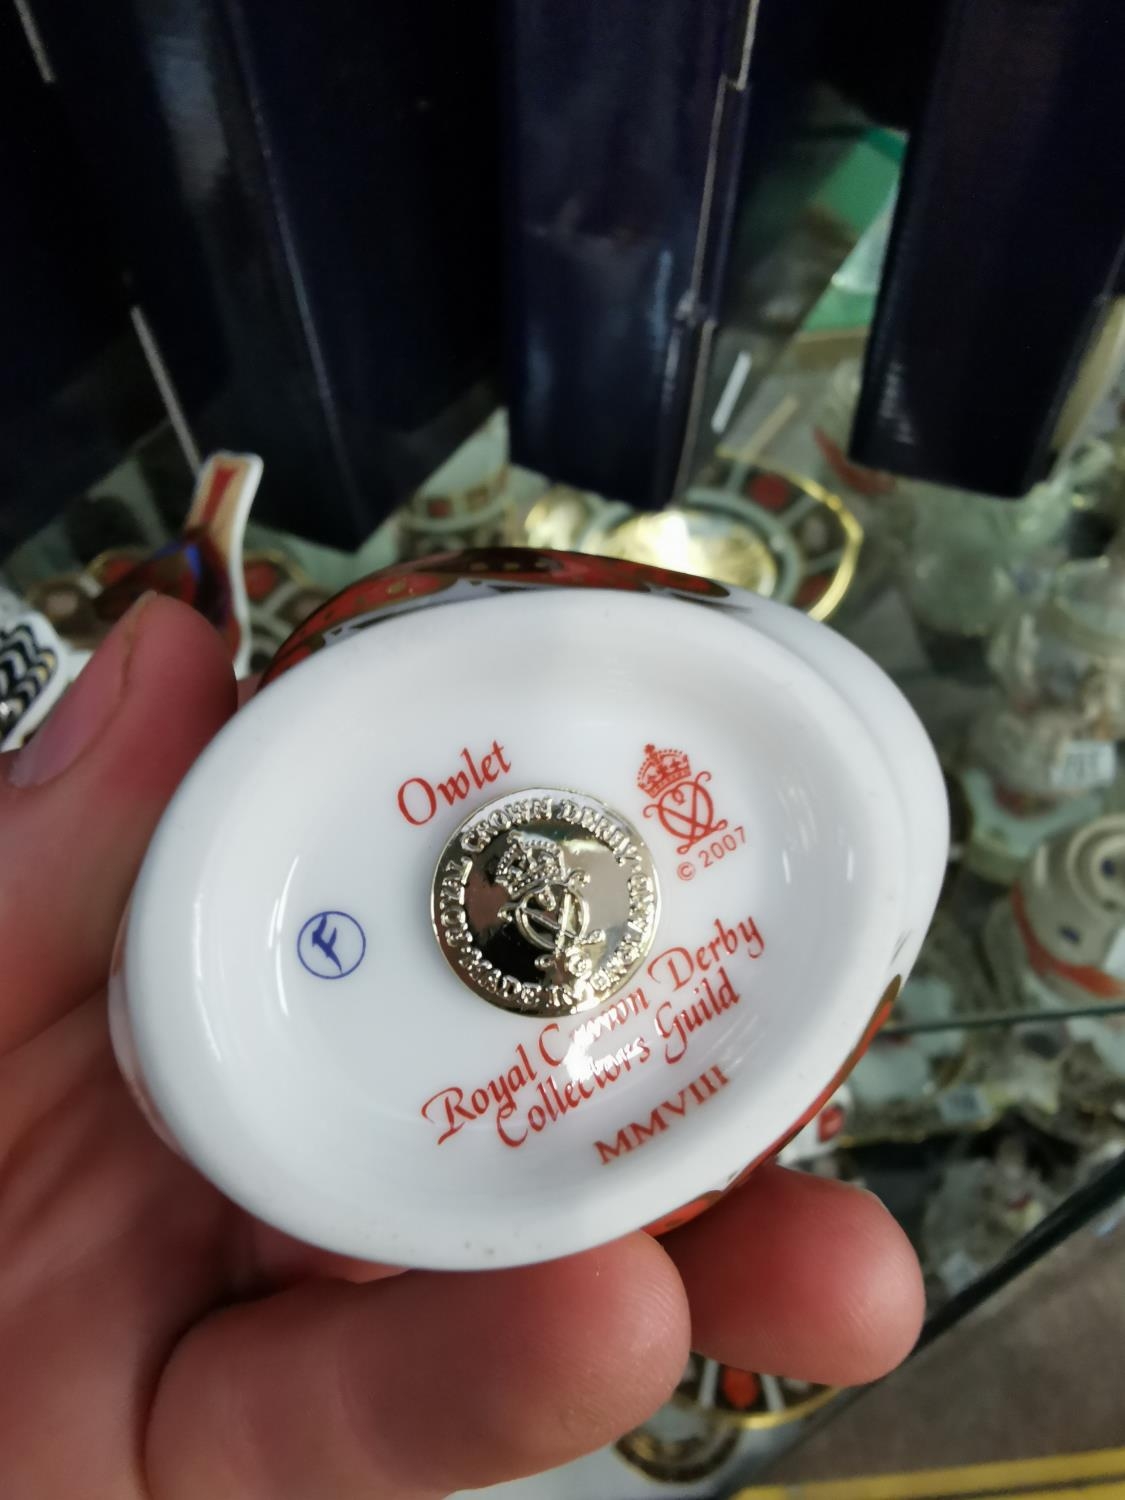 Owlet
© 2007
F
ROYAL CROWN DERBY
MADE IN ENGLAND
Royal Crown Derby
Collectors Guild
MMVIII